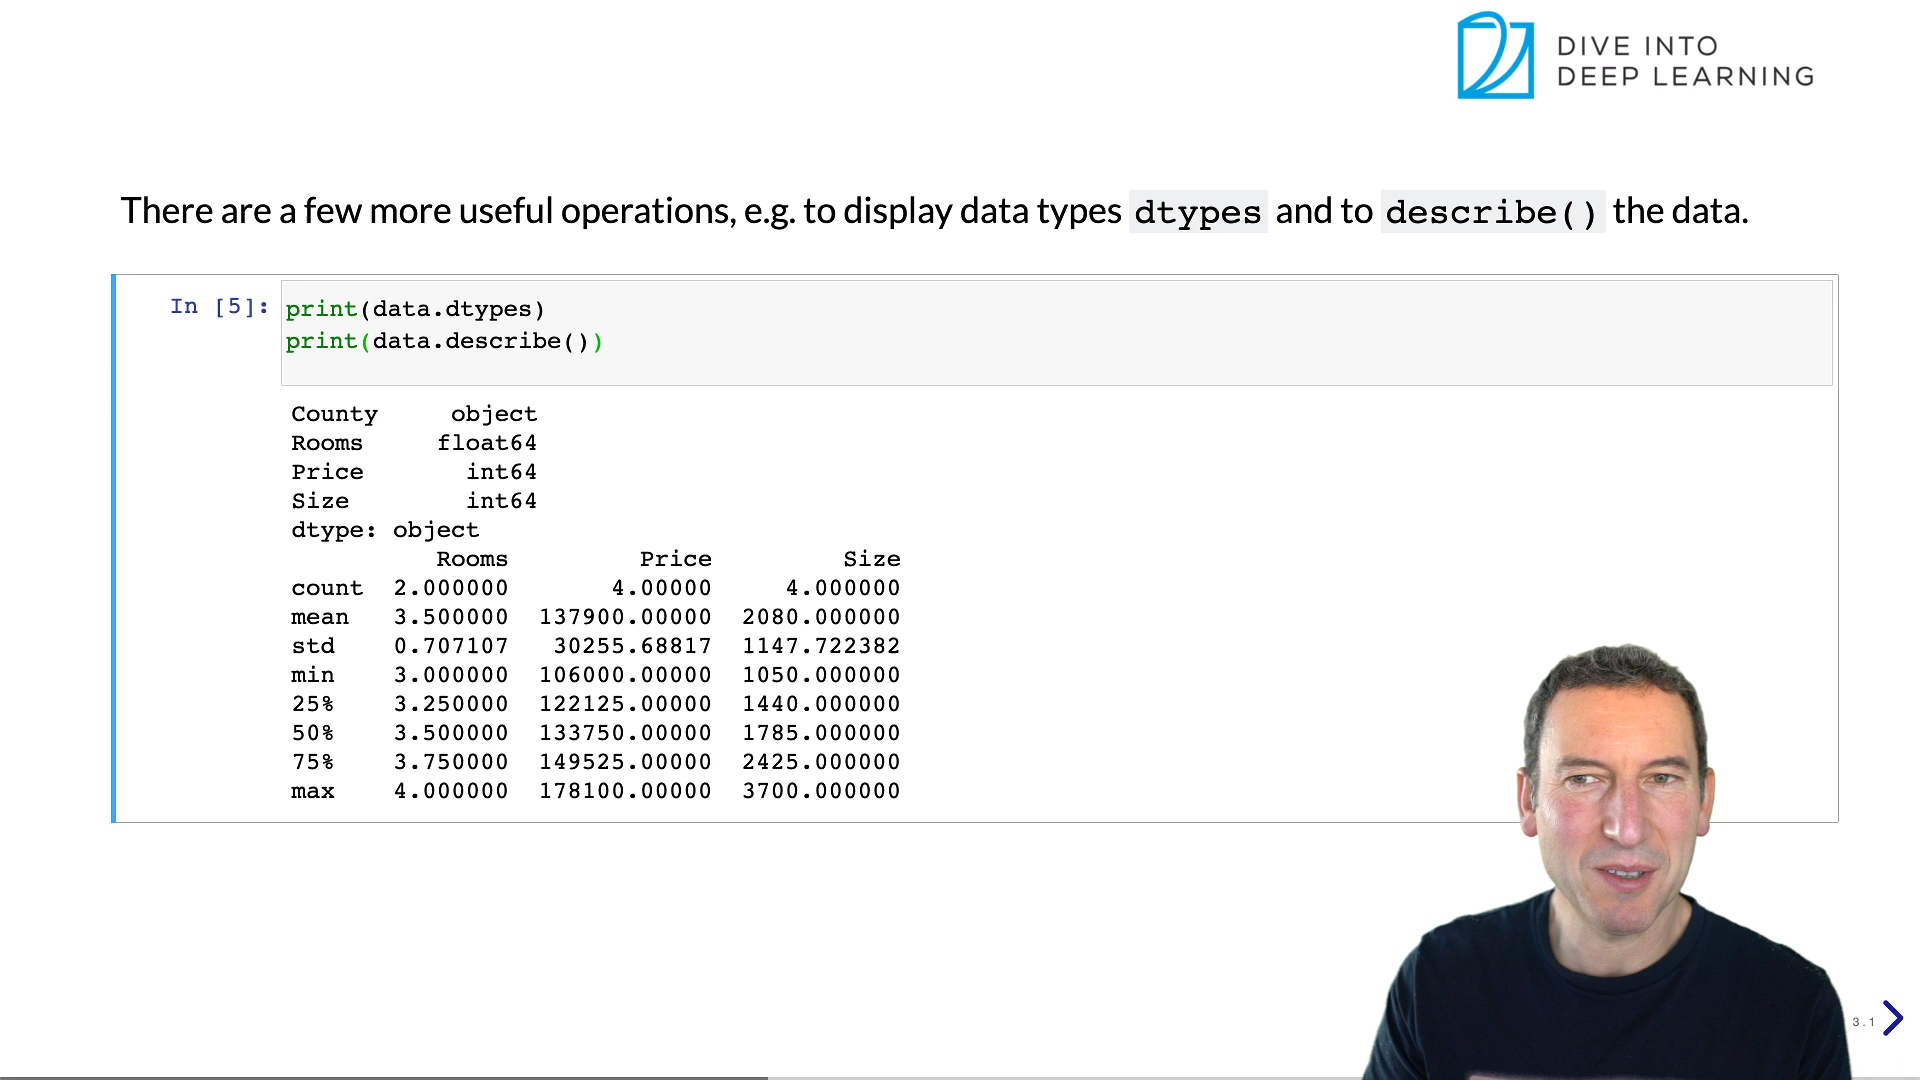 DIVE INTO
DEEP LEARNING
There are a few more useful operations, e.g. to display data types dtypes and to describe() the data.
In [5]: print(data.dtypes)
print(data.describe())
County object
Rooms float64
Price int64
Size int64
dtype: object
Rooms Price Size
count 2.000000 4.00000 4.000000
mean 3.500000 137900.00000 2080.000000
std 0.707107 30255.68817 1147.722382
min 3.000000 106000.00000 1050.000000
25% 3.250000 122125.00000 1440.000000
50% 3.500000 133750.00000 1785.000000
75% 3.750000 149525.00000 2425.000000
max 4.000000 178100.00000 3700.000000
3.1